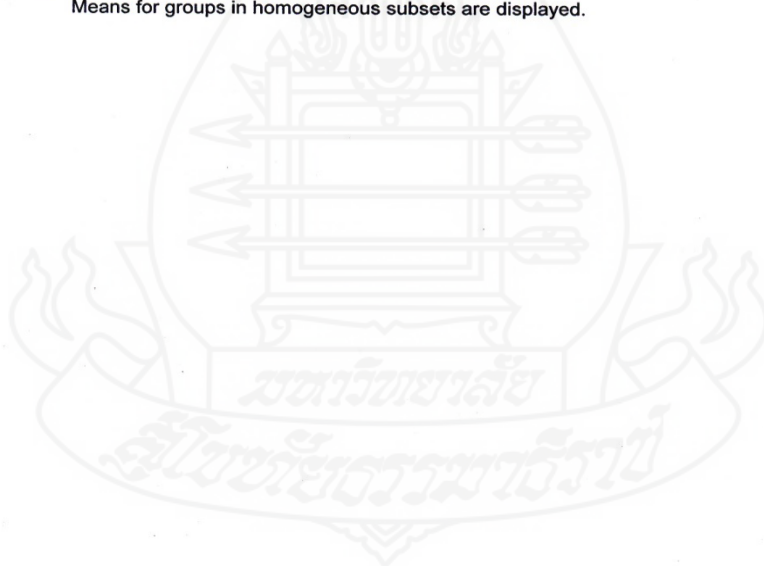 Means for groups in homogeneous subsets are displayed.
มหาวิทยาลัย
สุโขทัยธรรมาธิราช